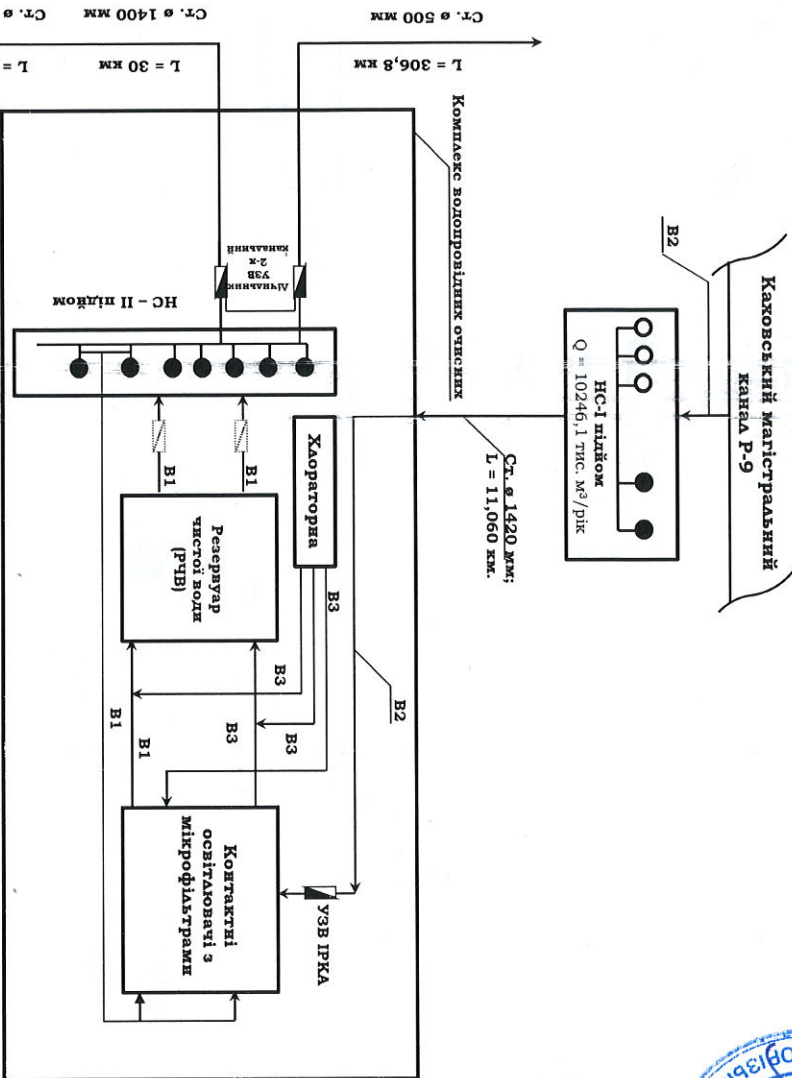 Каховський магістральний
канал Р-9
В2
НС-І підйом
Q = 10246,1 тис. м³/рік
Ст. ø 1420 мм;
L = 11,060 км.
Комплекс водопровідних очисних
Ст. ø 500 мм
L = 306,8 км
Ст. ø 1400 мм
L = 30 км
Ст. ø
L =
Лічильник
УЗВ
2-х
канальний
НС – ІІ підйом
Хлораторна
В3
В1
В1
Резервуар
чистої води
(РЧВ)
В3
В3
В3
В1
В1
В2
УЗВ ІРКА
Контактні
освітлювачі з
мікрофільтрами